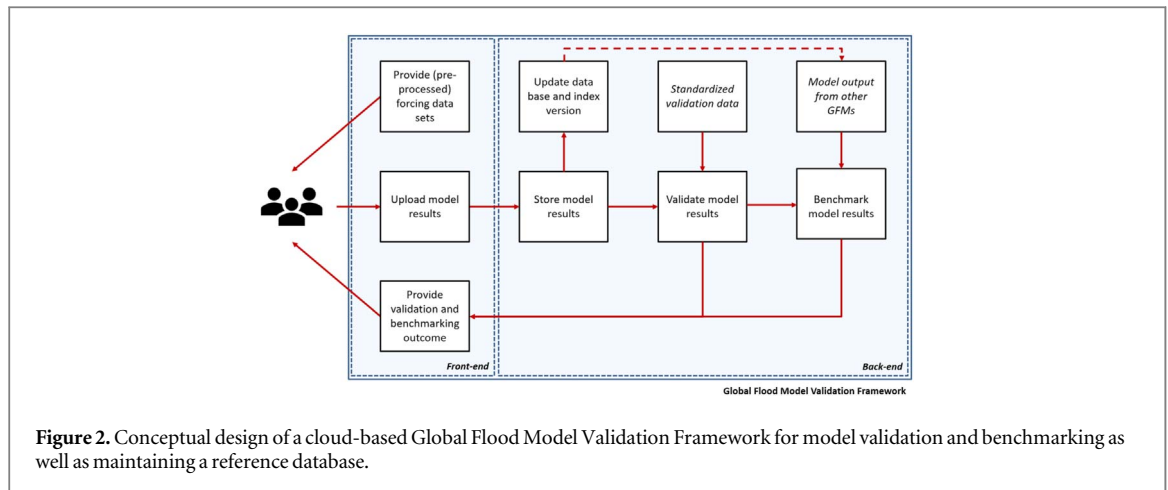 Provide (pre-
processed)
forcing data
sets
Update data
base and index
version
Standardized
validation data
Model output
from other
GFMs
Upload model
results
Store model
results
Validate model
results
Benchmark
model results
Provide
validation and
benchmarking
outcome
Front-end
Back-end
Global Flood Model Validation Framework
Figure 2. Conceptual design of a cloud-based Global Flood Model Validation Framework for model validation and benchmarking as
well as maintaining a reference database.